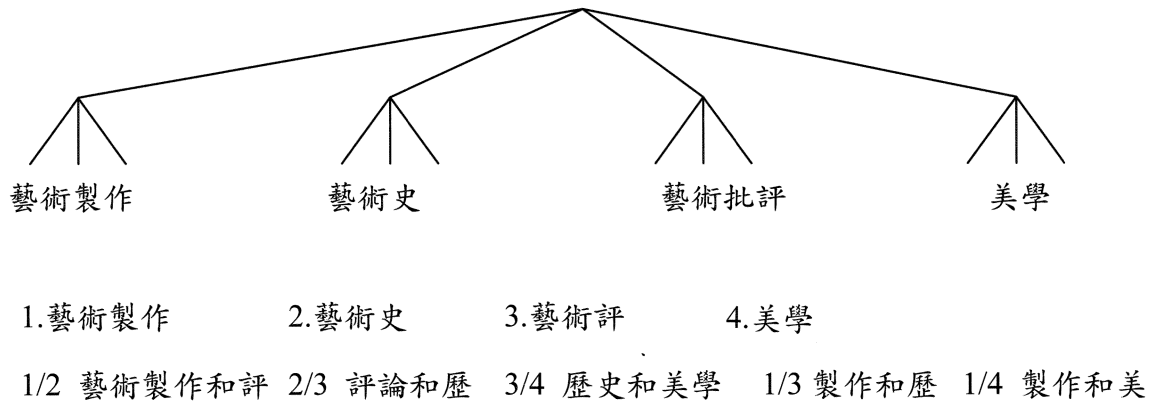 藝術製作 藝術史 藝術批評 美學
1.藝術製作 2.藝術史 3.藝術評 4.美學
1/2 藝術製作和評 2/3 評論和歷 3/4 歷史和美學 1/3 製作和歷 1/4 製作和美